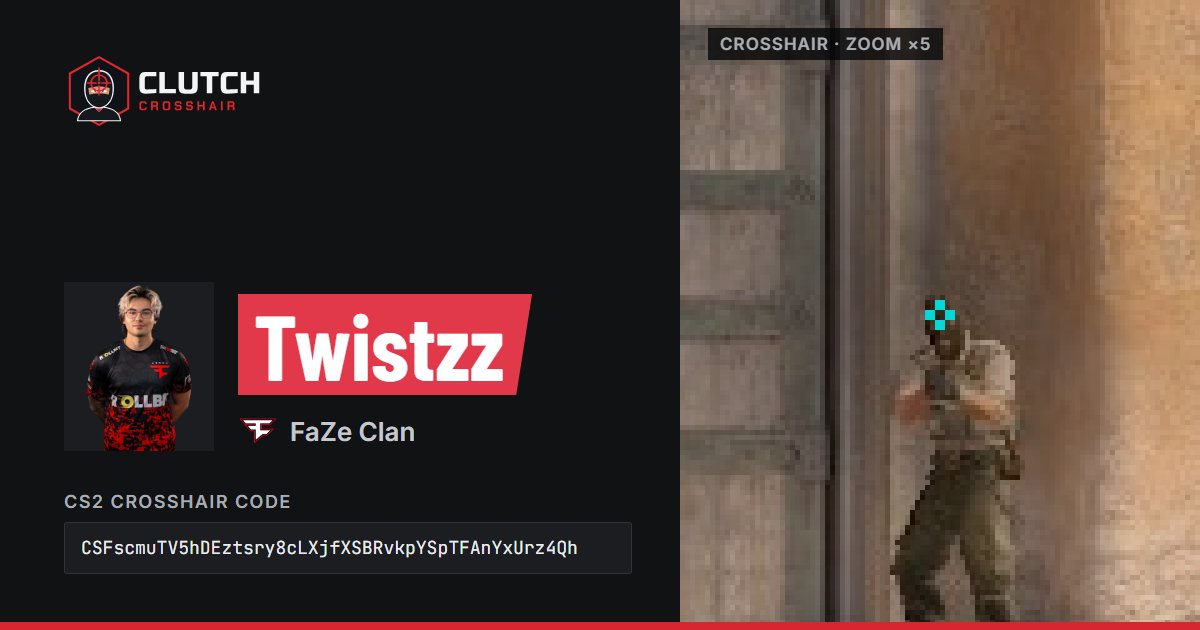 CLUTCH
CROSSHAIR
CROSSHAIR · ZOOM ×5
Twistzz
FaZe Clan
CS2 CROSSHAIR CODE
CSFscmuTV5hDEztsry8cLXjfXSBRvkpYSpTFAnYxUrz4Qh